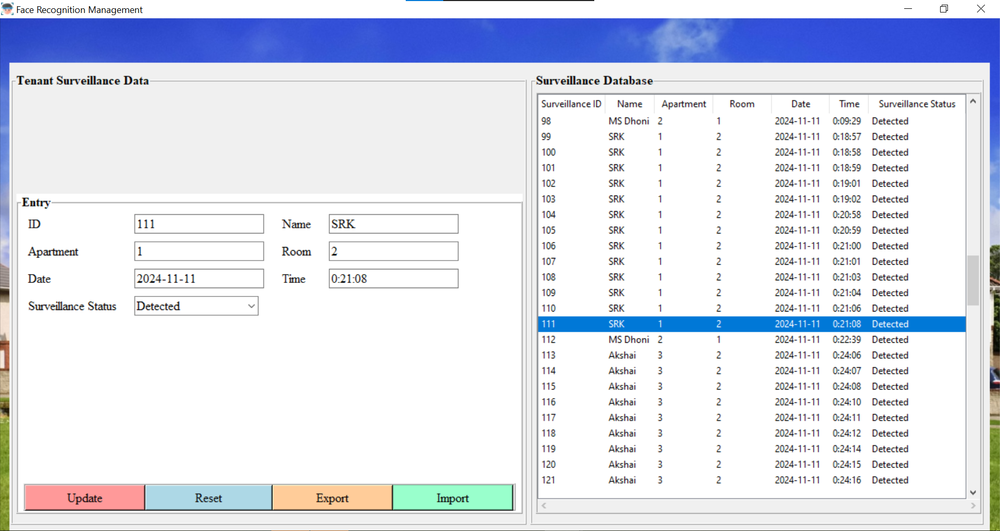 Face Recognition Management
Tenant Surveillance Data
Entry
ID 111 Name SRK
Apartment 1 Room 2
Date 2024-11-11 Time 0:21:08
Surveillance Status Detected
Update Reset Export Import
Surveillance Database
Surveillance ID Name Apartment Room Date Time Surveillance Status
98 MS Dhoni 2 1 2024-11-11 0:09:29 Detected
99 SRK 1 2 2024-11-11 0:18:57 Detected
100 SRK 1 2 2024-11-11 0:18:58 Detected
101 SRK 1 2 2024-11-11 0:18:59 Detected
102 SRK 1 2 2024-11-11 0:19:01 Detected
103 SRK 1 2 2024-11-11 0:19:02 Detected
104 SRK 1 2 2024-11-11 0:20:58 Detected
105 SRK 1 2 2024-11-11 0:20:59 Detected
106 SRK 1 2 2024-11-11 0:21:00 Detected
107 SRK 1 2 2024-11-11 0:21:01 Detected
108 SRK 1 2 2024-11-11 0:21:03 Detected
109 SRK 1 2 2024-11-11 0:21:04 Detected
110 SRK 1 2 2024-11-11 0:21:06 Detected
111 SRK 1 2 2024-11-11 0:21:08 Detected
112 MS Dhoni 2 1 2024-11-11 0:22:39 Detected
113 Akshai 3 2 2024-11-11 0:24:06 Detected
114 Akshai 3 2 2024-11-11 0:24:07 Detected
115 Akshai 3 2 2024-11-11 0:24:08 Detected
116 Akshai 3 2 2024-11-11 0:24:10 Detected
117 Akshai 3 2 2024-11-11 0:24:11 Detected
118 Akshai 3 2 2024-11-11 0:24:12 Detected
119 Akshai 3 2 2024-11-11 0:24:14 Detected
120 Akshai 3 2 2024-11-11 0:24:15 Detected
121 Akshai 3 2 2024-11-11 0:24:16 Detected